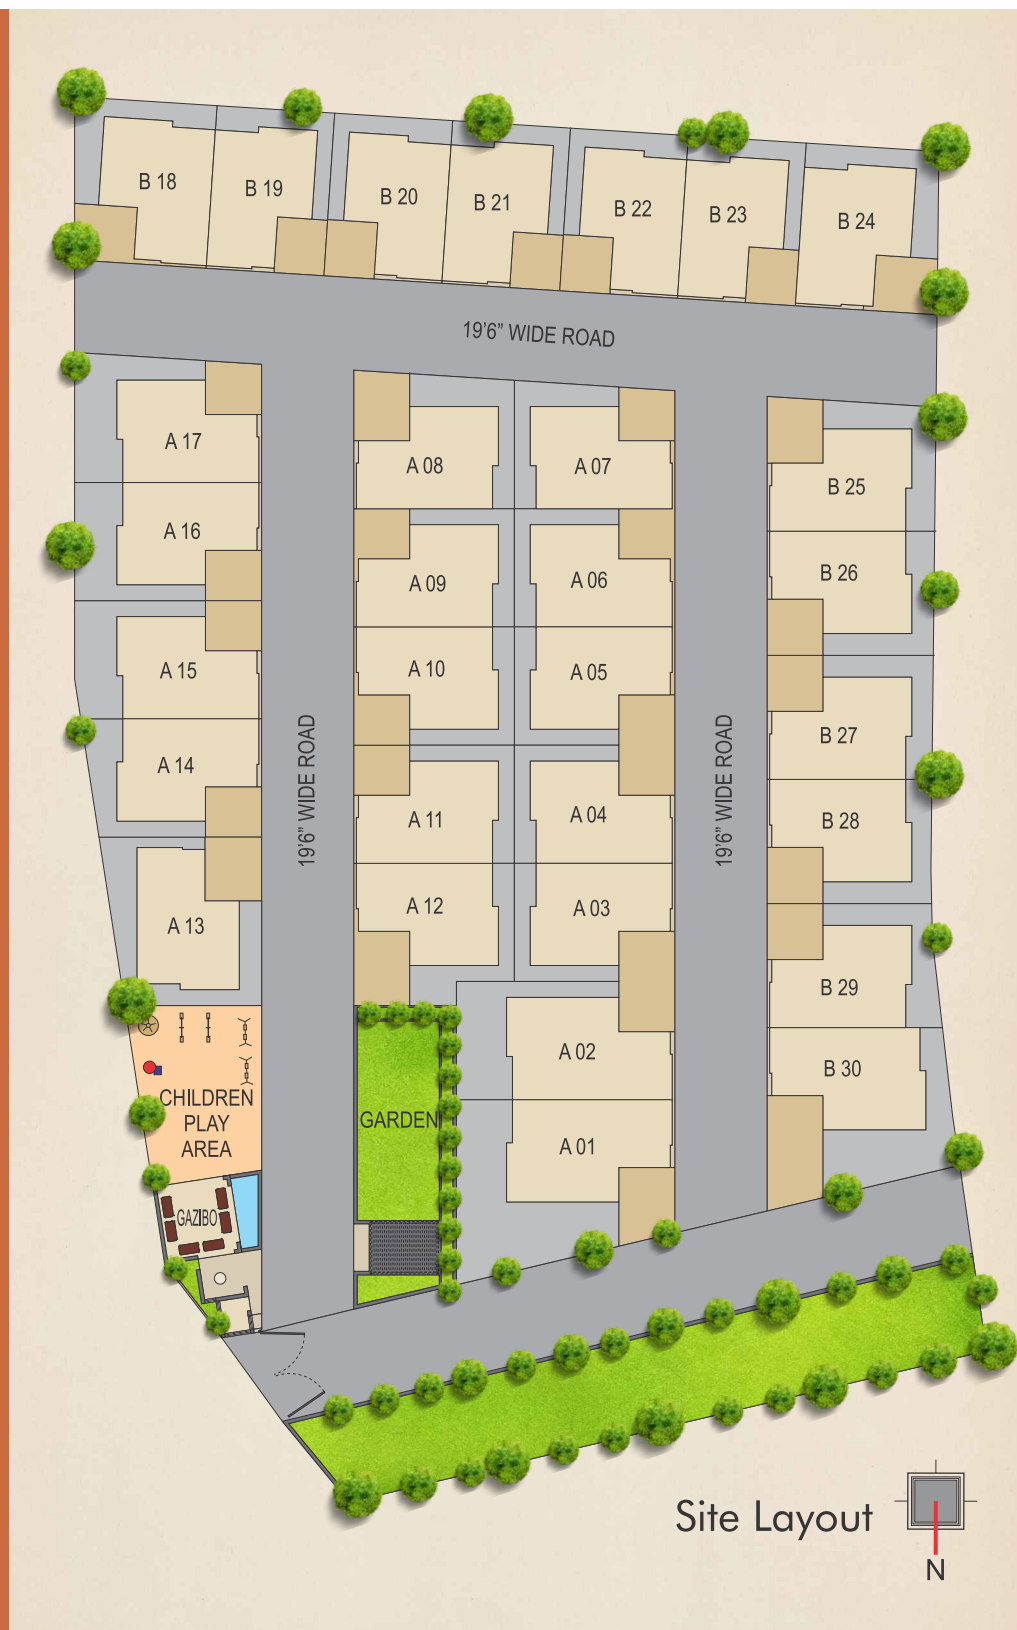 B 18
B 19
B 20
B 21
B 22
B 23
B 24
19'6" WIDE ROAD
A 17
A 08
A 07
B 25
A 16
A 09
A 06
B 26
A 15
A 10
A 05
19'6" WIDE ROAD
19'6" WIDE ROAD
B 27
A 14
A 11
A 04
B 28
A 13
A 12
A 03
B 29
A 02
B 30
CHILDREN
PLAY
AREA
GARDEN
A 01
GAZIBO
Site Layout
N